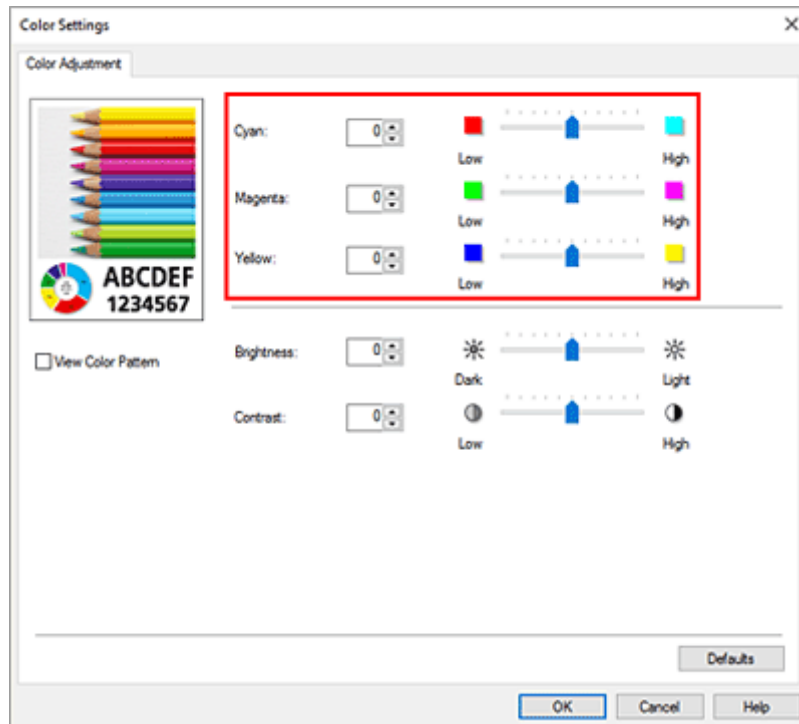 Color Settings
Color Adjustment
Cyan: 0
Low High
Magenta: 0
Low High
Yellow: 0
Low High
ABCDEF
1234567
View Color Pattern
Brightness: 0
Dark Light
Contrast: 0
Low High
Defaults
OK Cancel Help